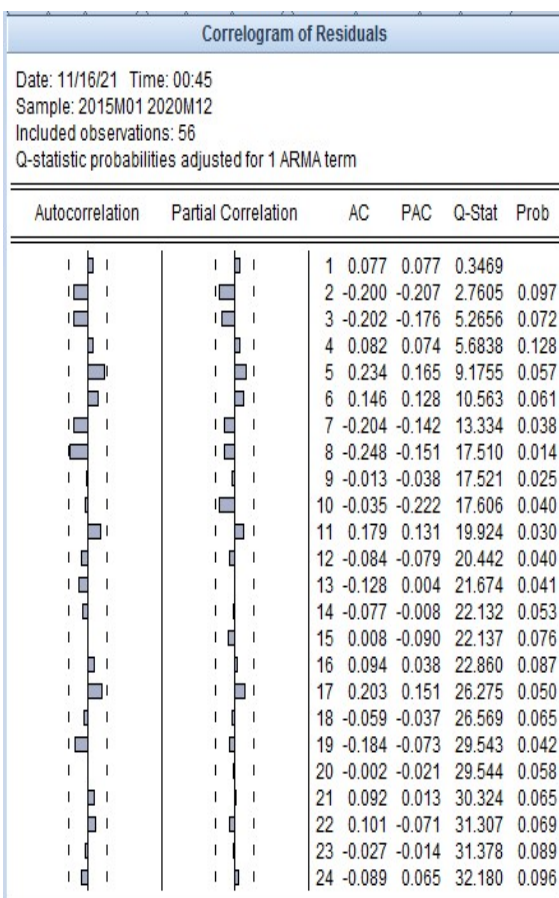 Correlogram of Residuals
Date: 11/16/21 Time: 00:45
Sample: 2015M01 2020M12
Included observations: 56
Q-statistic probabilities adjusted for 1 ARMA term
Autocorrelation Partial Correlation AC PAC Q-Stat Prob
1 0.077 0.077 0.3469
2 -0.200 -0.207 2.7605 0.097
3 -0.202 -0.176 5.2656 0.072
4 0.082 0.074 5.6838 0.128
5 0.234 0.165 9.1755 0.057
6 0.146 0.128 10.563 0.061
7 -0.204 -0.142 13.334 0.038
8 -0.248 -0.151 17.510 0.014
9 -0.013 -0.038 17.521 0.025
10 -0.035 -0.222 17.606 0.040
11 0.179 0.131 19.924 0.030
12 -0.084 -0.079 20.442 0.040
13 -0.128 0.004 21.674 0.041
14 -0.077 -0.008 22.132 0.053
15 0.008 -0.090 22.137 0.076
16 0.094 0.038 22.860 0.087
17 0.203 0.151 26.275 0.050
18 -0.059 -0.037 26.569 0.065
19 -0.184 -0.073 29.543 0.042
20 -0.002 -0.021 29.544 0.058
21 0.092 0.013 30.324 0.065
22 0.101 -0.071 31.307 0.069
23 -0.027 -0.014 31.378 0.089
24 -0.089 0.065 32.180 0.096